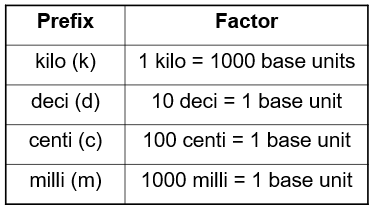 Prefix Factor
kilo (k) 1 kilo = 1000 base units
deci (d) 10 deci = 1 base unit
centi (c) 100 centi = 1 base unit
milli (m) 1000 milli = 1 base unit